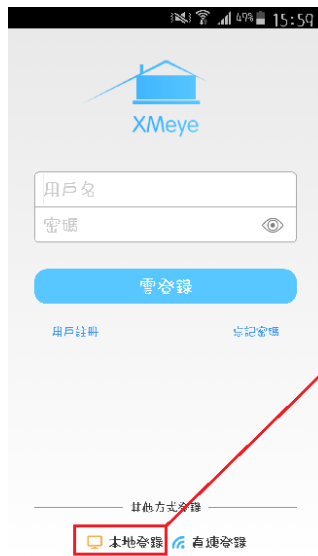 49% 15:59
XMeye
用戶名
密碼
雲登錄
用戶註冊 忘記密碼
其他方式登錄
本地登錄 直連登錄